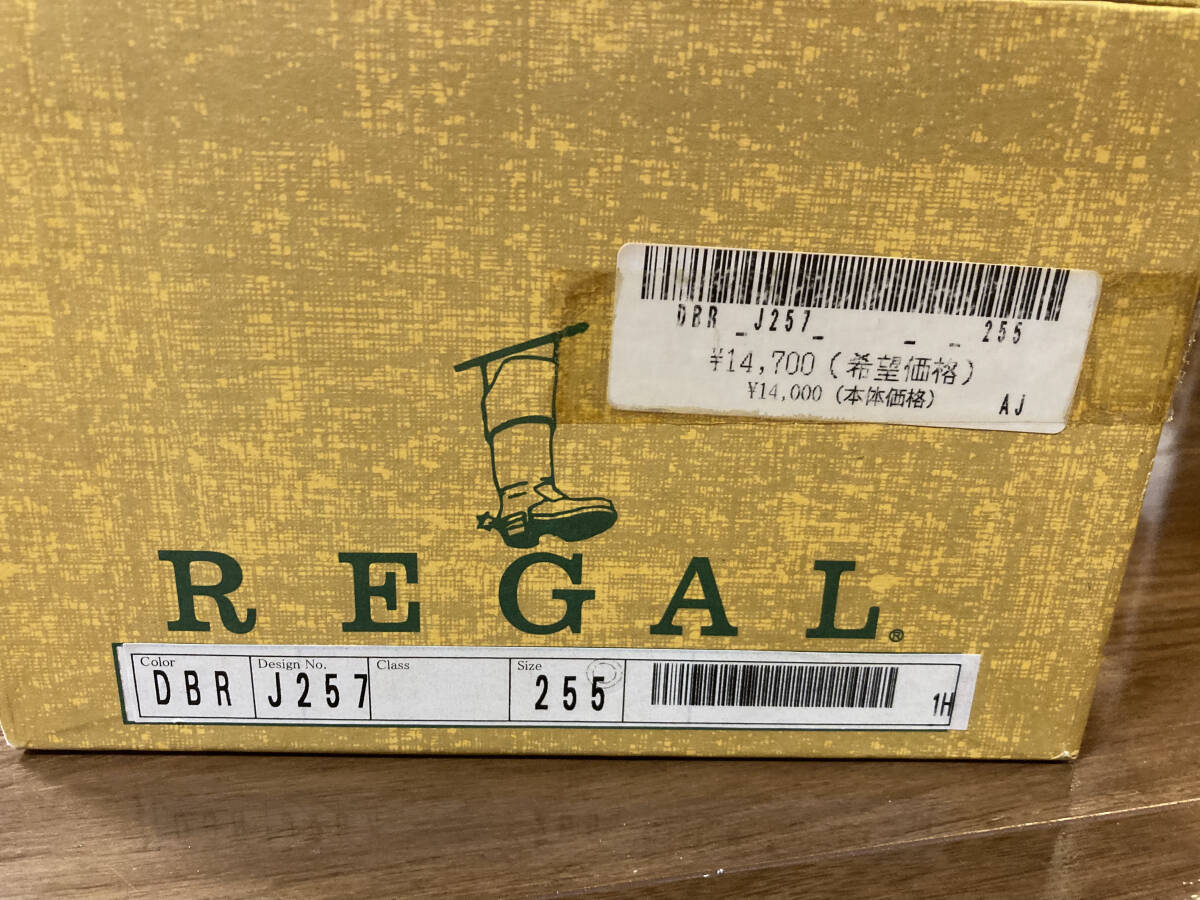 DBR _J257_ _ _ 255
¥14,700(希望価格)
¥14,000(本体価格) AJ
REGAL®
Color Design No. Class Size
DBR J257 255 1H